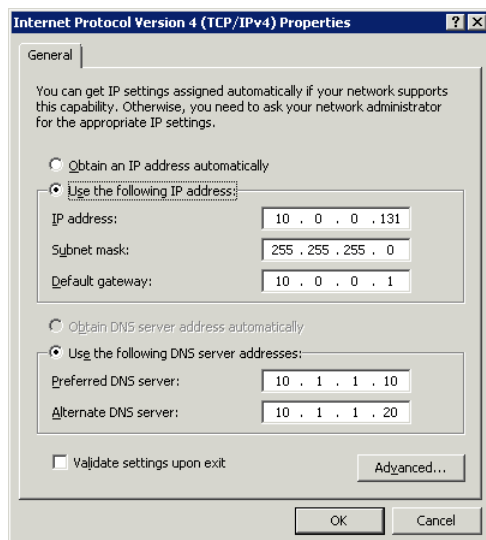 Internet Protocol Version 4 (TCP/IPv4) Properties
General
You can get IP settings assigned automatically if your network supports
this capability. Otherwise, you need to ask your network administrator
for the appropriate IP settings.
Obtain an IP address automatically
Use the following IP address:
IP address: 10 . 0 . 0 . 131
Subnet mask: 255 . 255 . 255 . 0
Default gateway: 10 . 0 . 0 . 1
Obtain DNS server address automatically
Use the following DNS server addresses:
Preferred DNS server: 10 . 1 . 1 . 10
Alternate DNS server: 10 . 1 . 1 . 20
Validate settings upon exit
Advanced...
OK Cancel